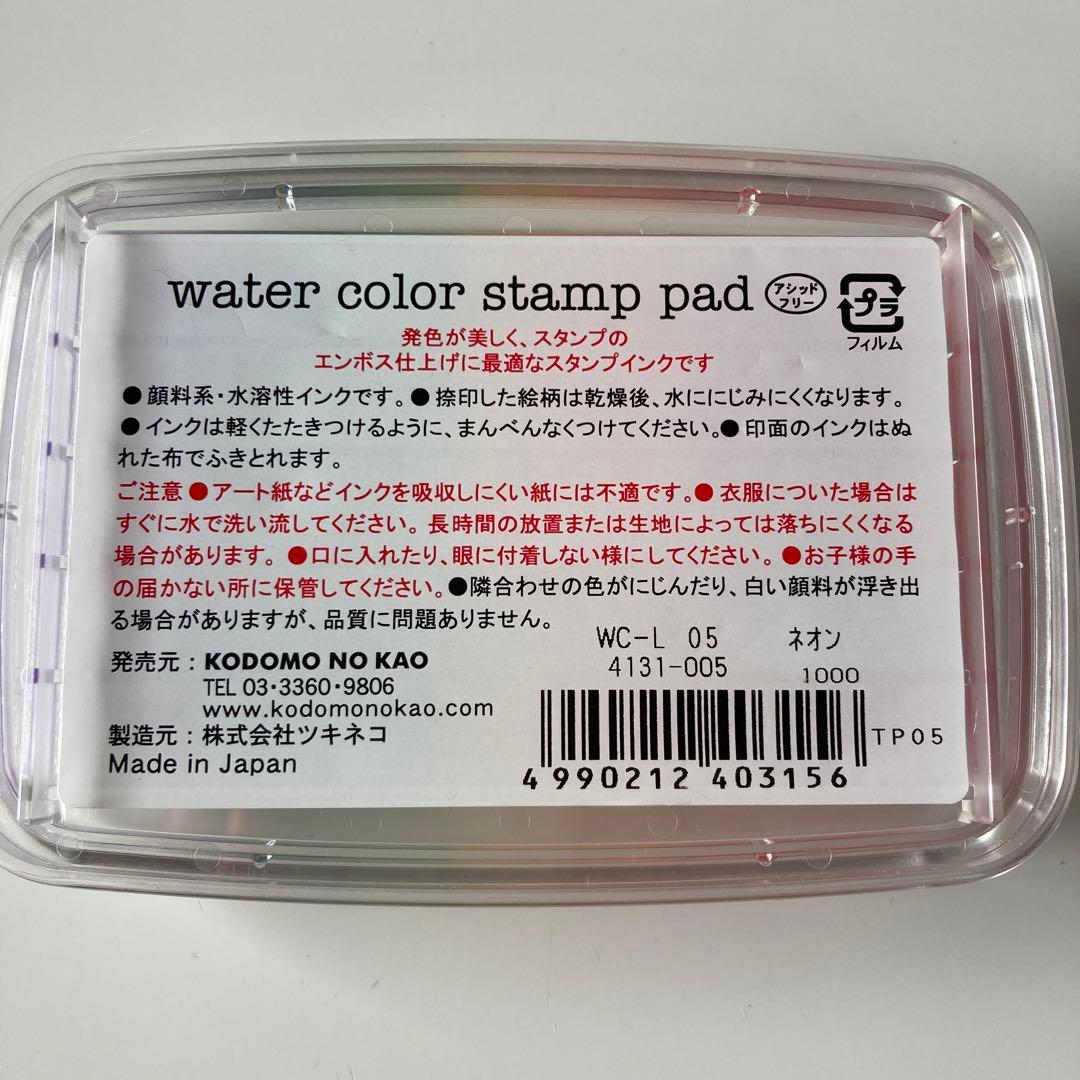 water color stamp pad アシッドフリー プラ
フィルム
発色が美しく、スタンプの
エンボス仕上げに最適なスタンプインクです
●顔料系・水溶性インクです。●捺印した絵柄は乾燥後、水ににじみにくくなります。
●インクは軽くたたきつけるように、まんべんなくつけてください。●印面のインクはぬ
れた布でふきとれます。
ご注意●アート紙などインクを吸収しにくい紙には不適です。●衣服についた場合は
すぐに水で洗い流してください。長時間の放置または生地によっては落ちにくくなる
場合があります。●口に入れたり、眼に付着しない様にしてください。●お子様の手
の届かない所に保管してください。●隣合わせの色がにじんだり、白い顔料が浮き出
る場合がありますが、品質に問題ありません。
WC-L 05 ネオン
4131-005 1000
発売元：KODOMO NO KAO
TEL 03・3360・9806
www.kodomonokao.com
製造元：株式会社ツキネコ
Made in Japan
TP05
4 990212 403156